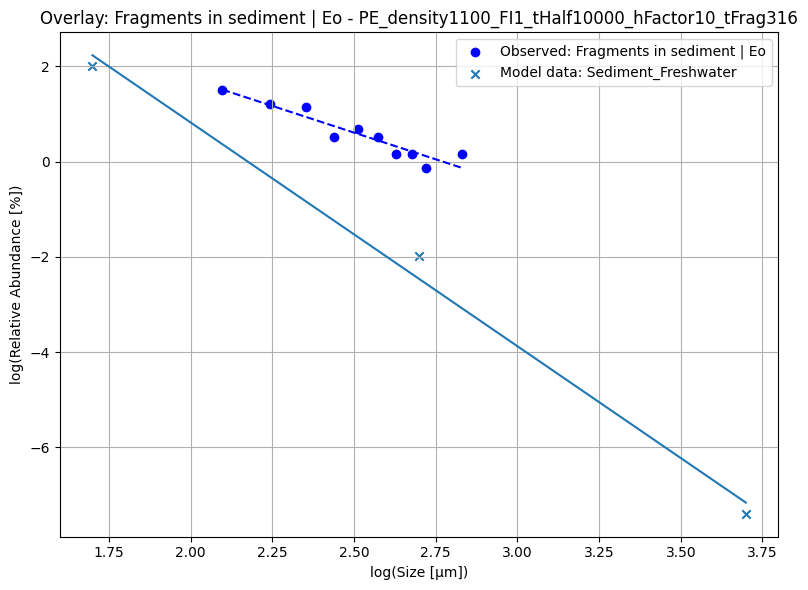 Overlay: Fragments in sediment | Eo - PE_density1100_FI1_tHalf10000_hFactor10_tFrag316
Observed: Fragments in sediment | Eo
Model data: Sediment_Freshwater
log(Relative Abundance [%])
2
0
−2
−4
−6
1.75 2.00 2.25 2.50 2.75 3.00 3.25 3.50 3.75
log(Size [μm])